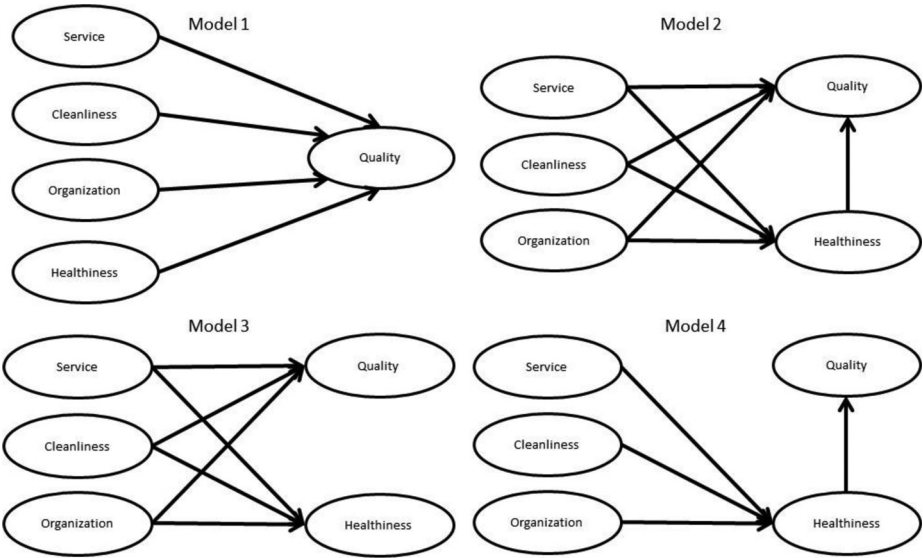 Model 1
Service
Cleanliness
Organization
Healthiness
Quality
Model 2
Service
Cleanliness
Organization
Quality
Healthiness
Model 3
Service
Cleanliness
Organization
Quality
Healthiness
Model 4
Service
Cleanliness
Organization
Quality
Healthiness